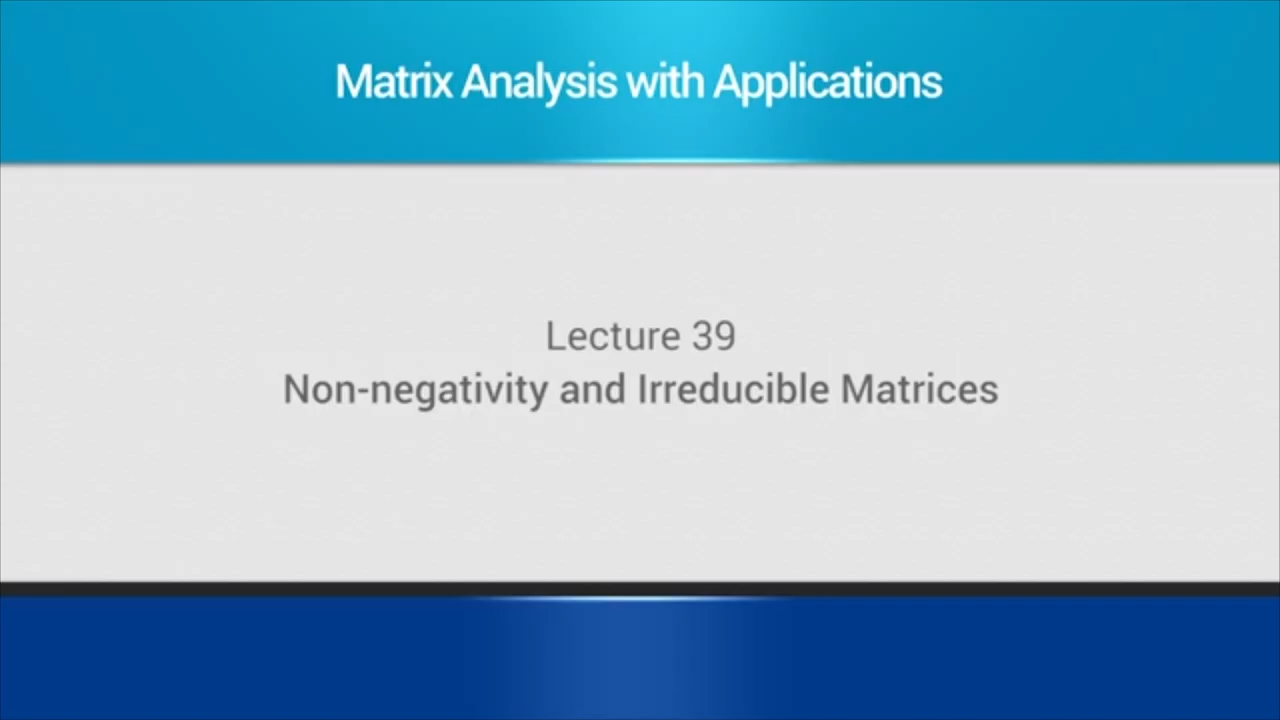 Matrix Analysis with Applications
Lecture 39
Non-negativity and Irreducible Matrices